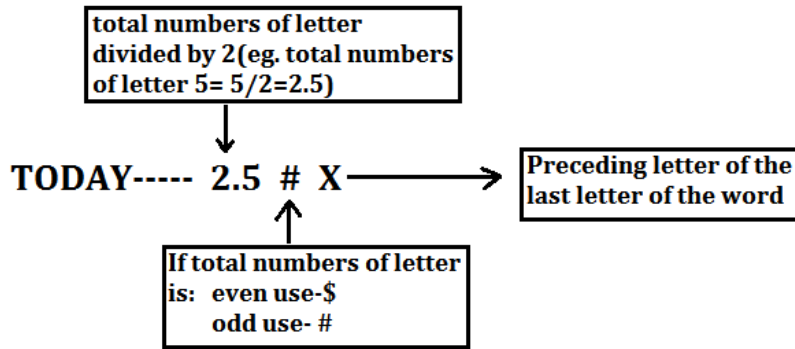 total numbers of letter
divided by 2(eg. total numbers
of letter 5= 5/2=2.5)
TODAY----- 2.5 # X
Preceding letter of the
last letter of the word
If total numbers of letter
is: even use-$
odd use- #